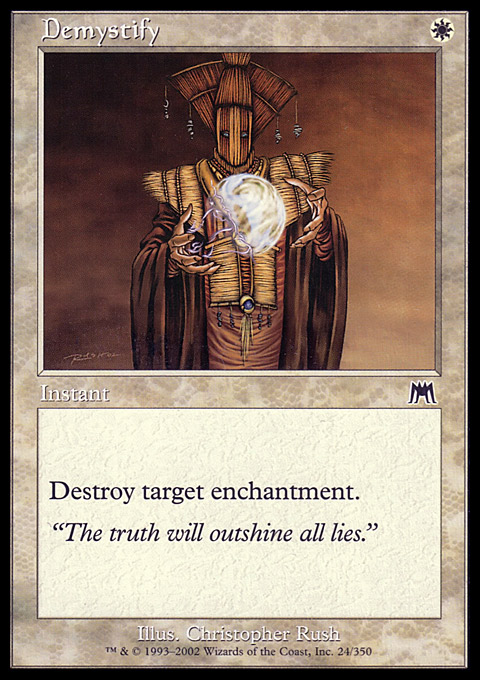 Demystify
Instant
Destroy target enchantment.
“The truth will outshine all lies.”
Illus. Christopher Rush
™ & © 1993–2002 Wizards of the Coast, Inc. 24/350